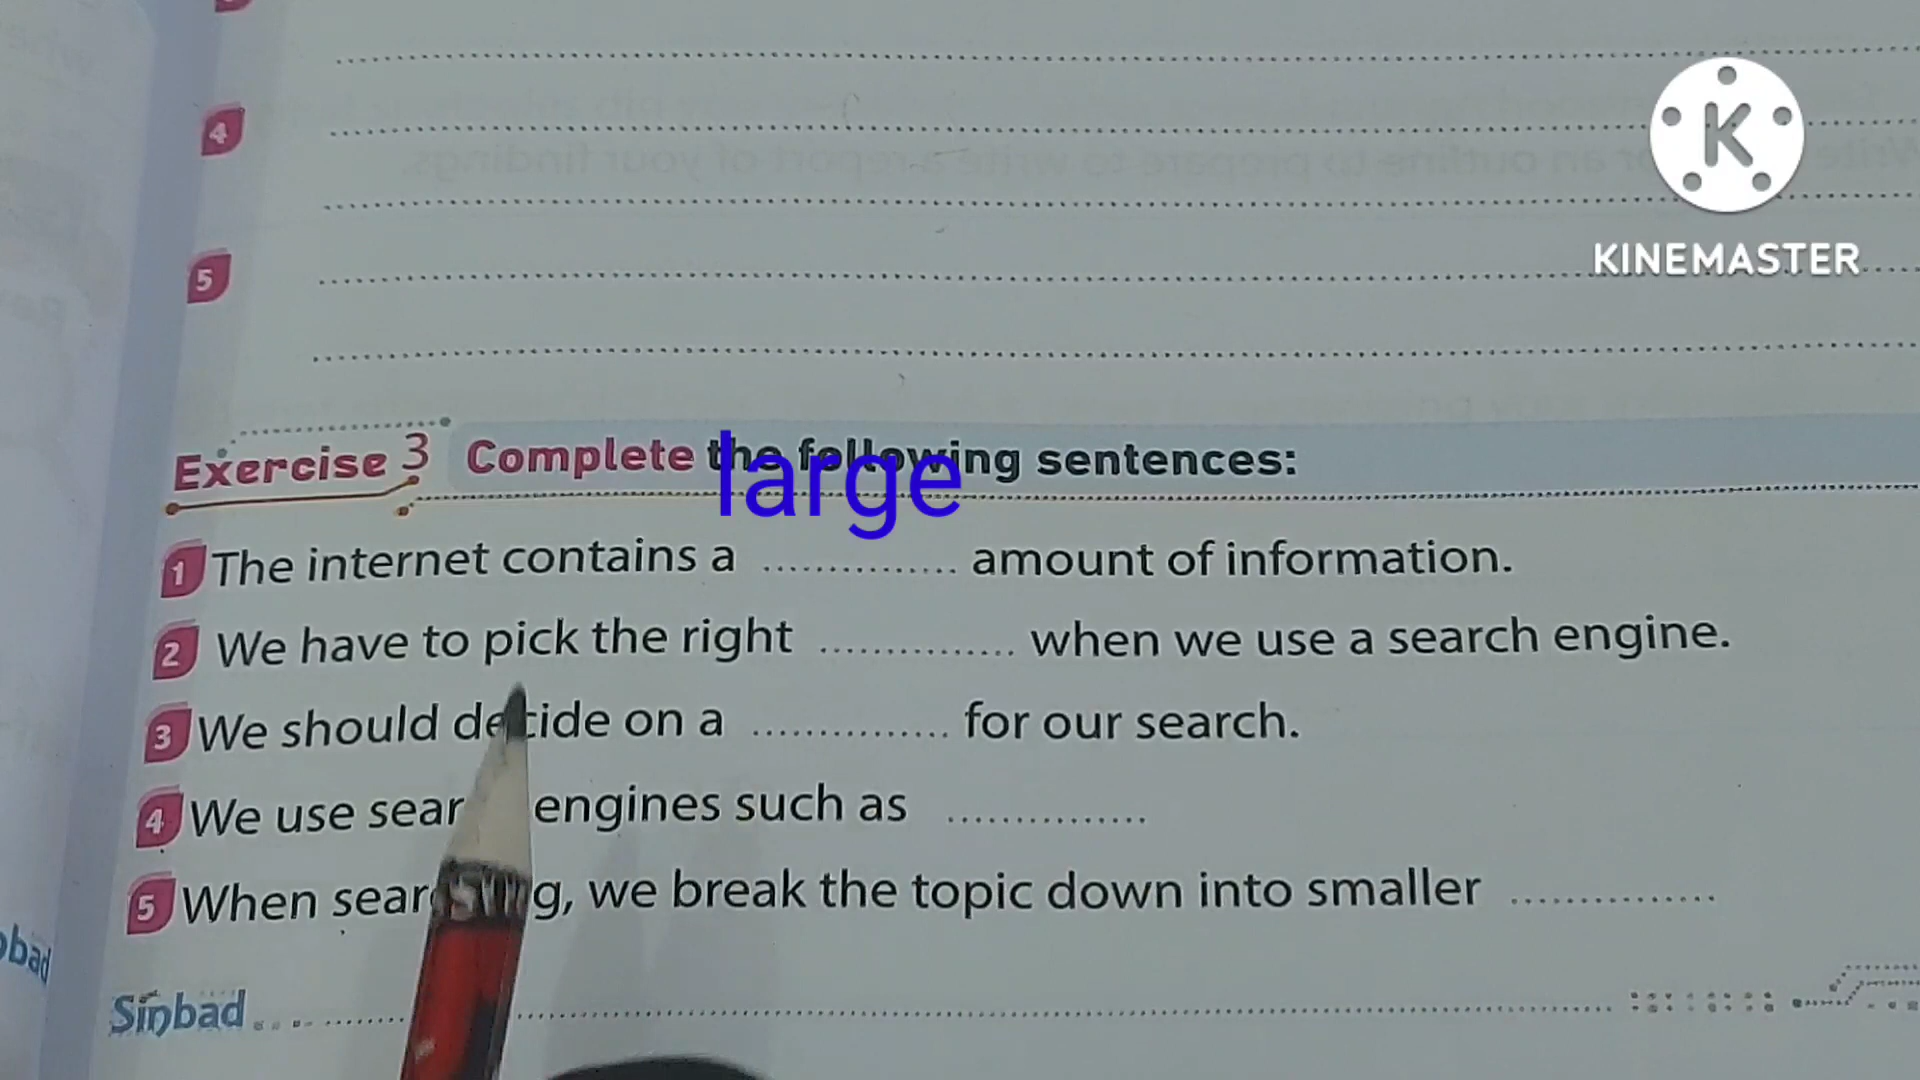 4
KINEMASTER
5
Exercise 3 Complete the following sentences:
large
1 The internet contains a ............... amount of information.
2 We have to pick the right ............... when we use a search engine.
3 We should decide on a ............... for our search.
4 We use search engines such as ...............
5 When searching, we break the topic down into smaller ...............
Sinbad